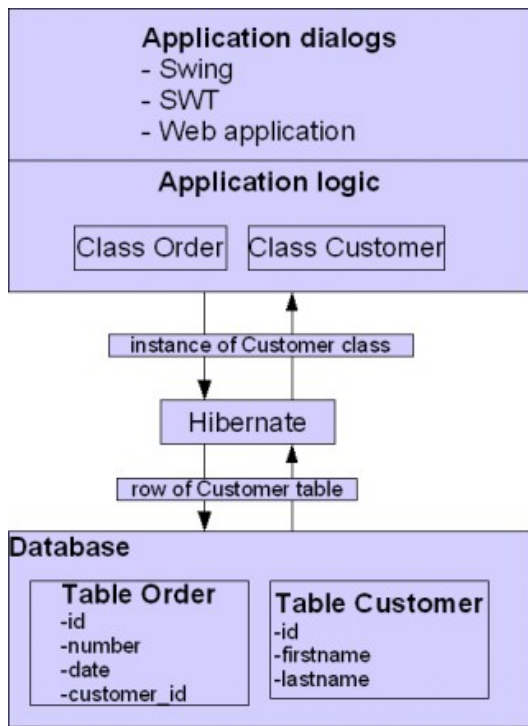 Application dialogs
- Swing
- SWT
- Web application
Application logic
Class Order
Class Customer
instance of Customer class
Hibernate
row of Customer table
Database
Table Order
-id
-number
-date
-customer_id
Table Customer
-id
-firstname
-lastname